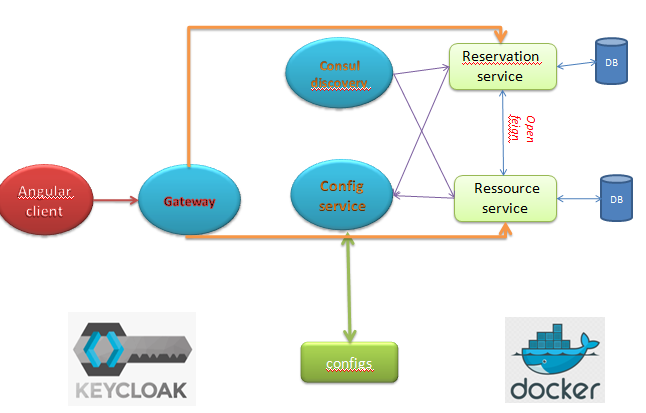 Consul
discovery
Reservation
service
DB
Open
feign
Angular
client
Gateway
Config
service
Ressource
service
DB
configs
KEYCLOAK
docker